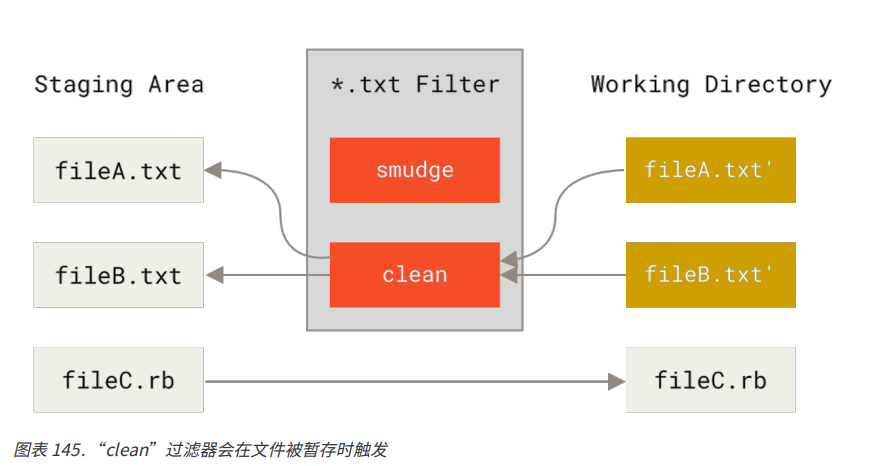 Staging Area
*.txt Filter
Working Directory
fileA.txt
smudge
fileA.txt'
fileB.txt
clean
fileB.txt'
fileC.rb
fileC.rb
图表 145. “clean”过滤器会在文件被暂存时触发